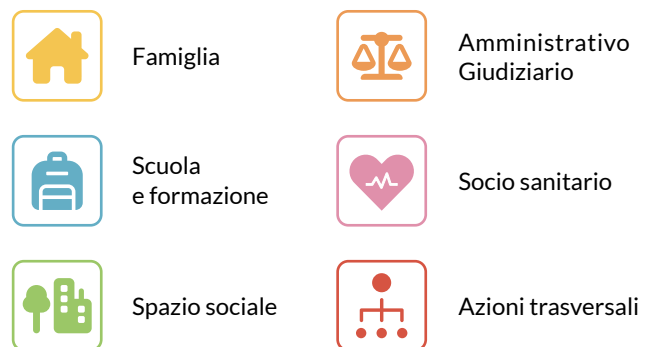 Famiglia
Amministrativo
Giudiziario
Scuola
e formazione
Socio sanitario
Spazio sociale
Azioni trasversali